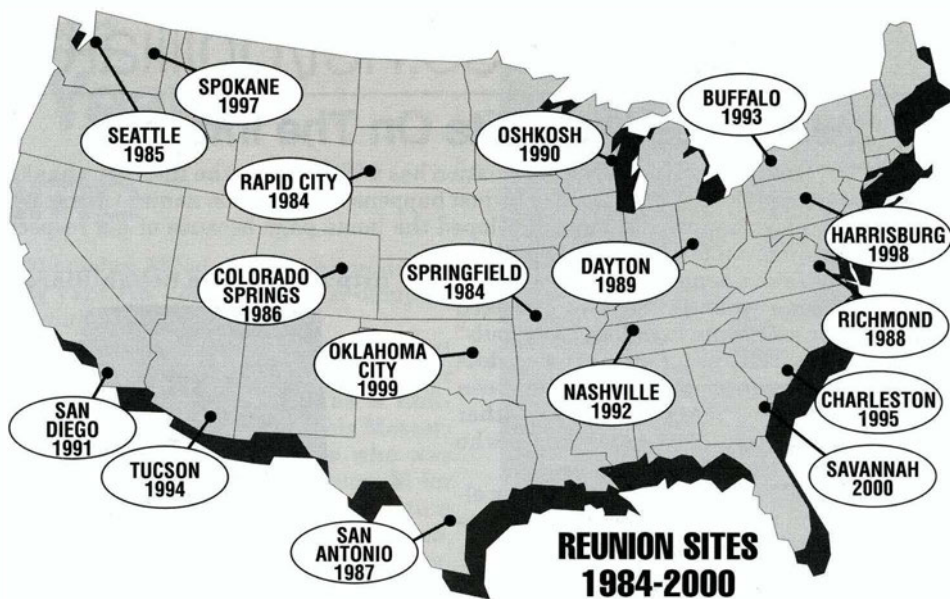 SPOKANE
1997
SEATTLE
1985
RAPID CITY
1984
COLORADO
SPRINGS
1986
OSHKOSH
1990
BUFFALO
1993
SPRINGFIELD
1984
DAYTON
1989
HARRISBURG
1998
RICHMOND
1988
OKLAHOMA
CITY
1999
NASHVILLE
1992
CHARLESTON
1995
SAN
DIEGO
1991
TUCSON
1994
SAVANNAH
2000
SAN
ANTONIO
1987
REUNION SITES
1984-2000